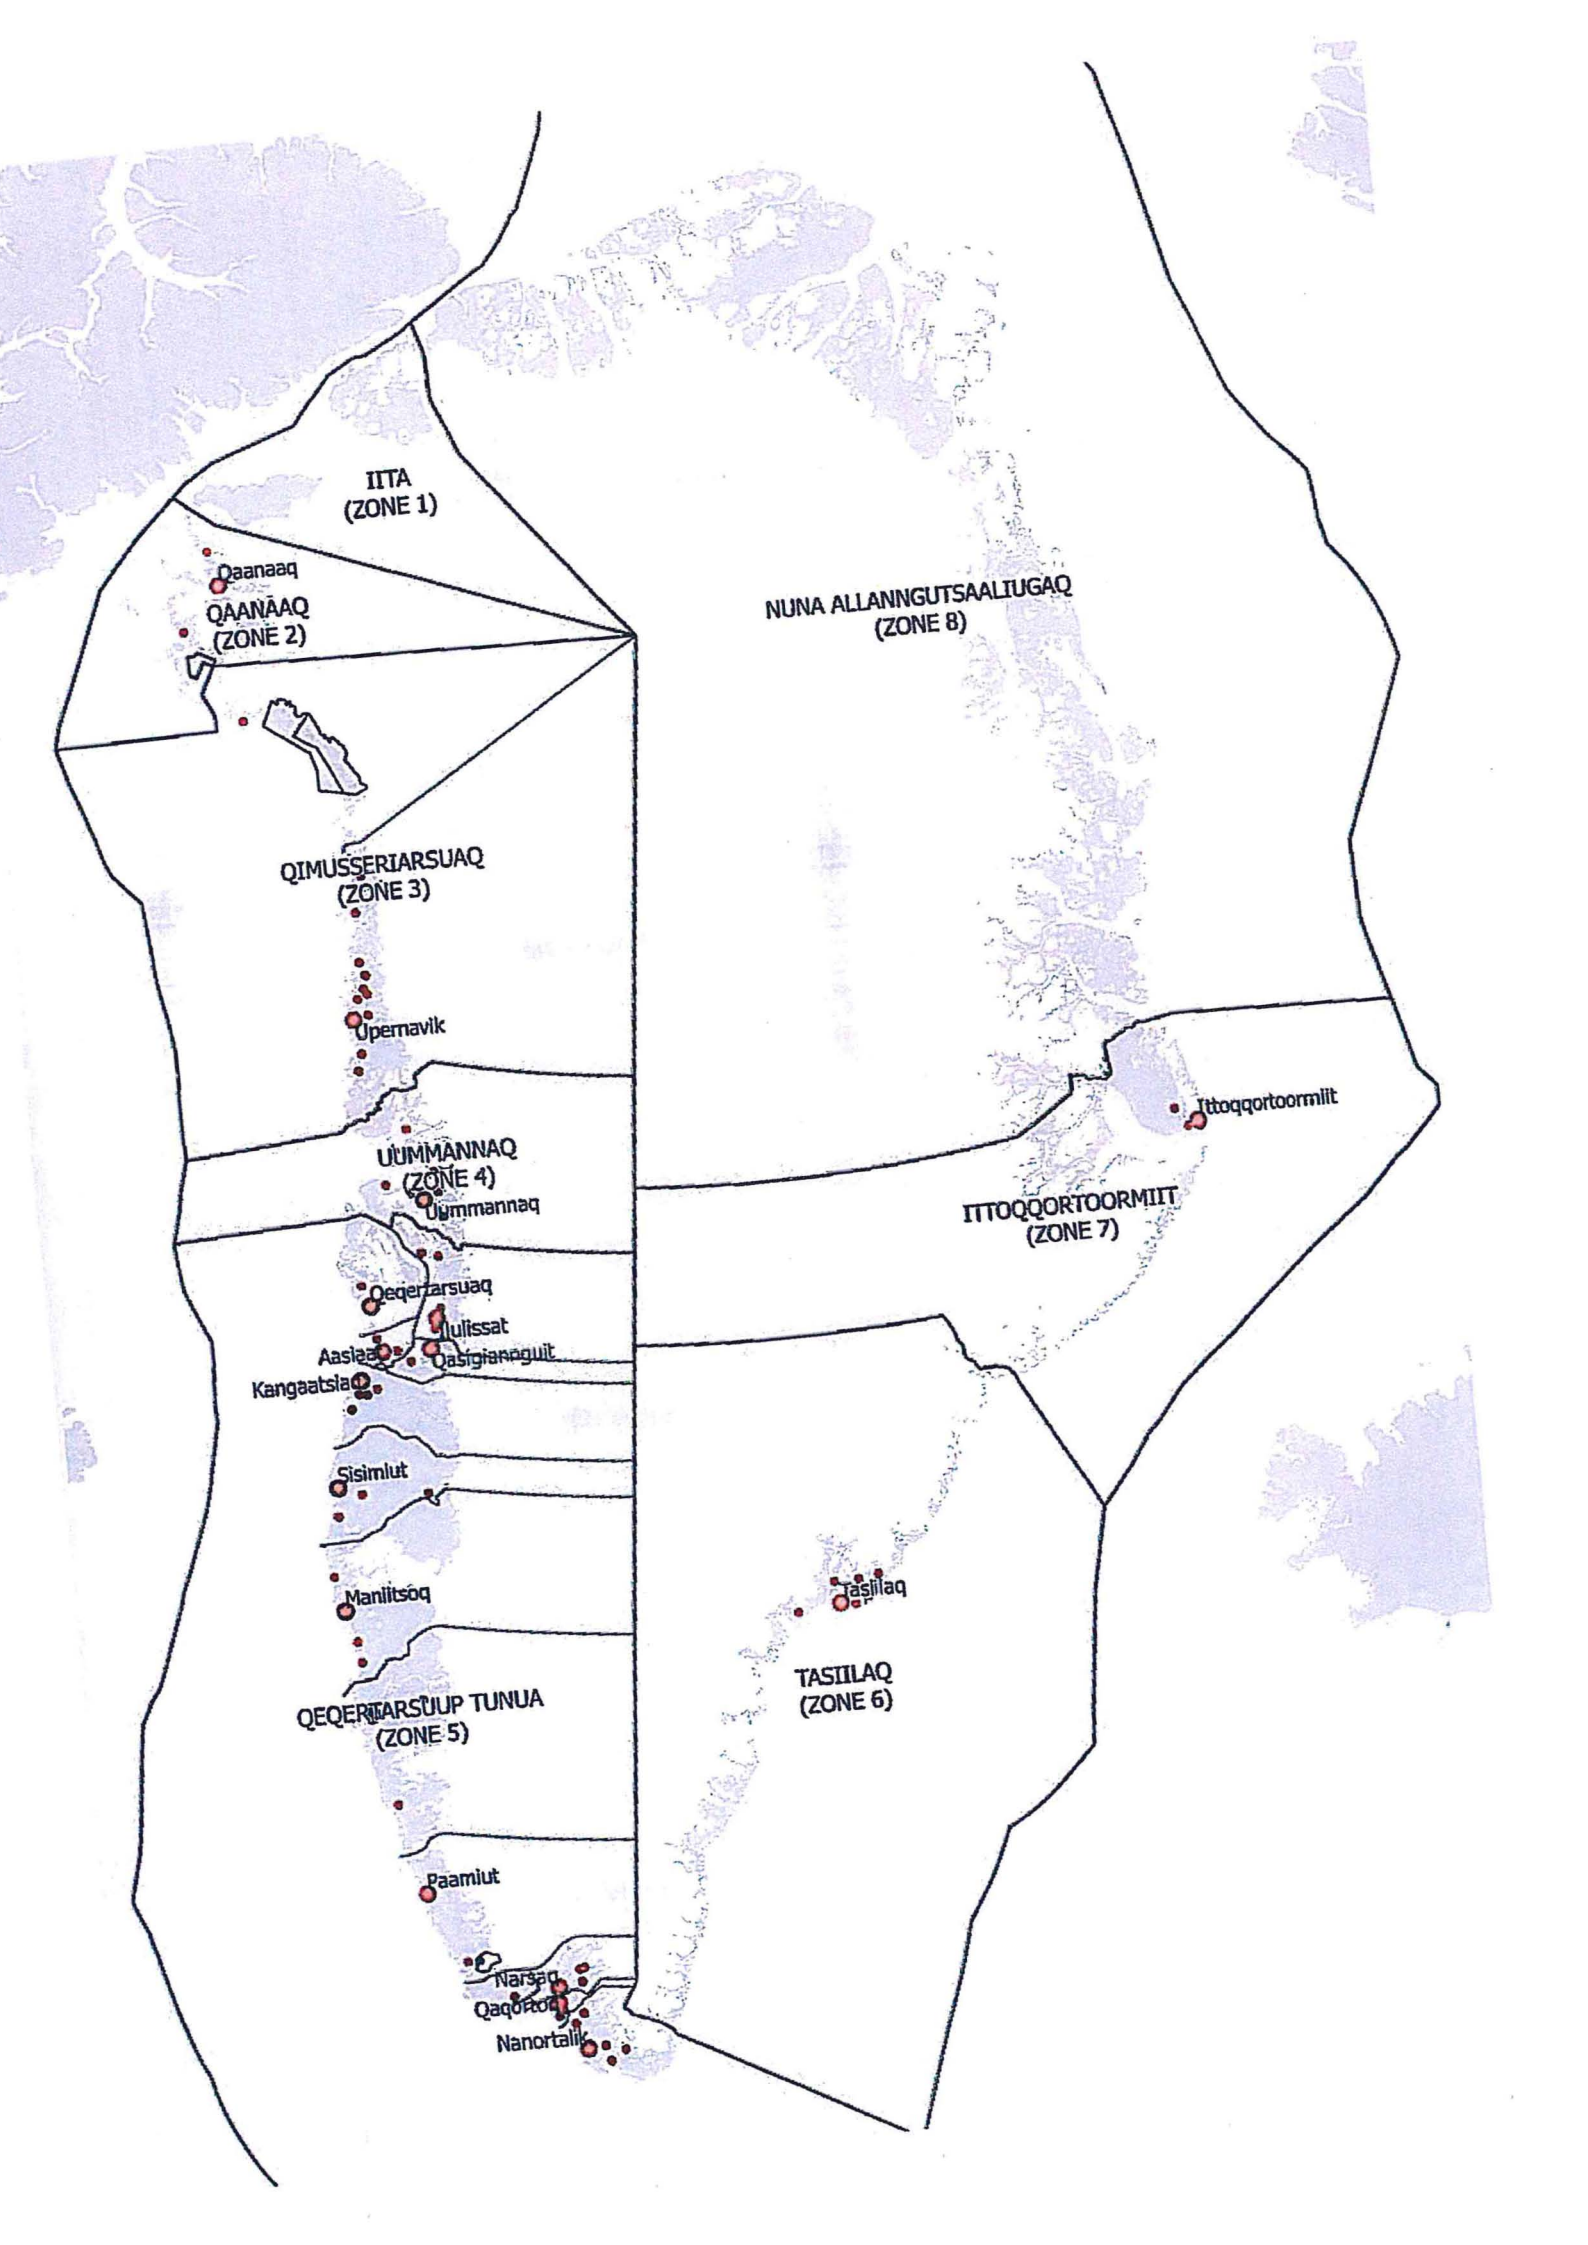 IITA
(ZONE 1)
Qaanaaq
QAANAAQ
(ZONE 2)
NUNA ALLANNGUTSAALIUGAQ
(ZONE 8)
QIMUSSERIARSUAQ
(ZONE 3)
Upernavik
Ittoqqortoormiit
UUMMANNAQ
(ZONE 4)
Uummannaq
ITTOQQORTOORMIIT
(ZONE 7)
Qeqertarsuaq
Ilulissat
Aasiaat
Qasigiannguit
Kangaatsiaq
Sisimiut
Maniitsoq
Tasiilaq
TASIILAQ
(ZONE 6)
QEQERTARSUUP TUNUA
(ZONE 5)
Paamiut
Narsaq
Qaqortoq
Nanortalik